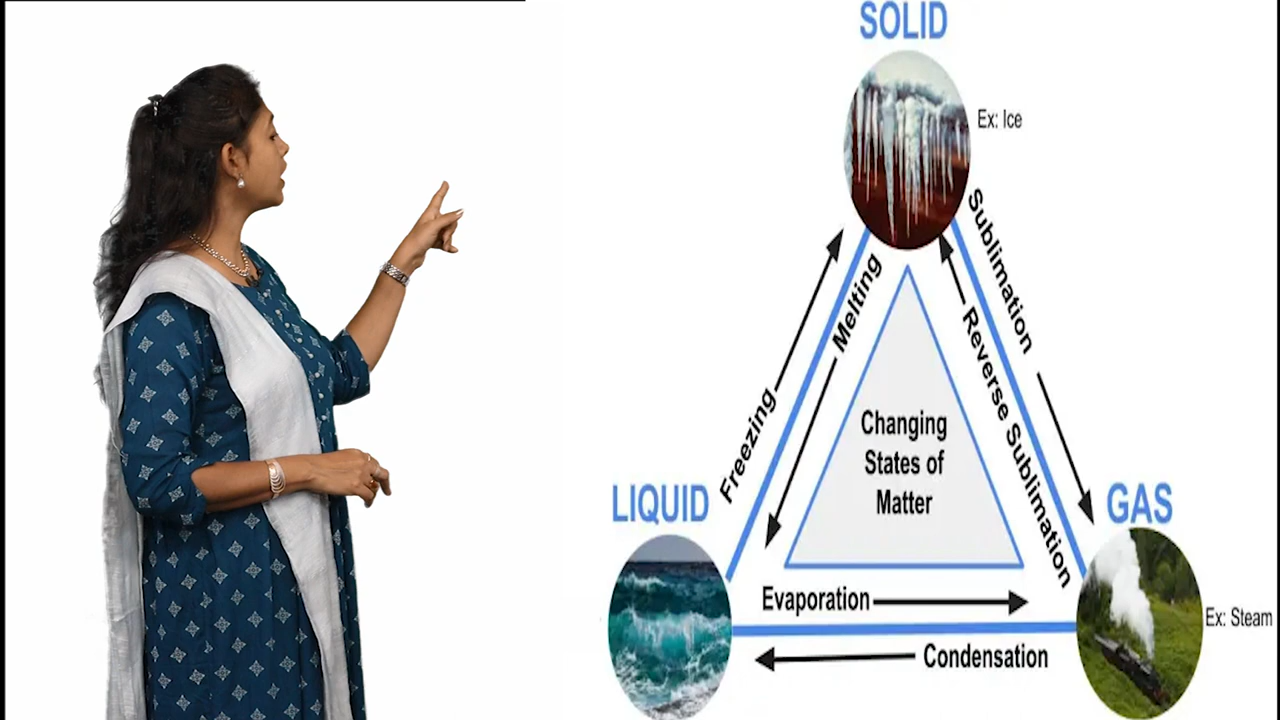 SOLID
Ex: Ice
Sublimation
Reverse Sublimation
Melting
Freezing
Changing
States of
Matter
LIQUID
GAS
Evaporation
Ex: Steam
Condensation